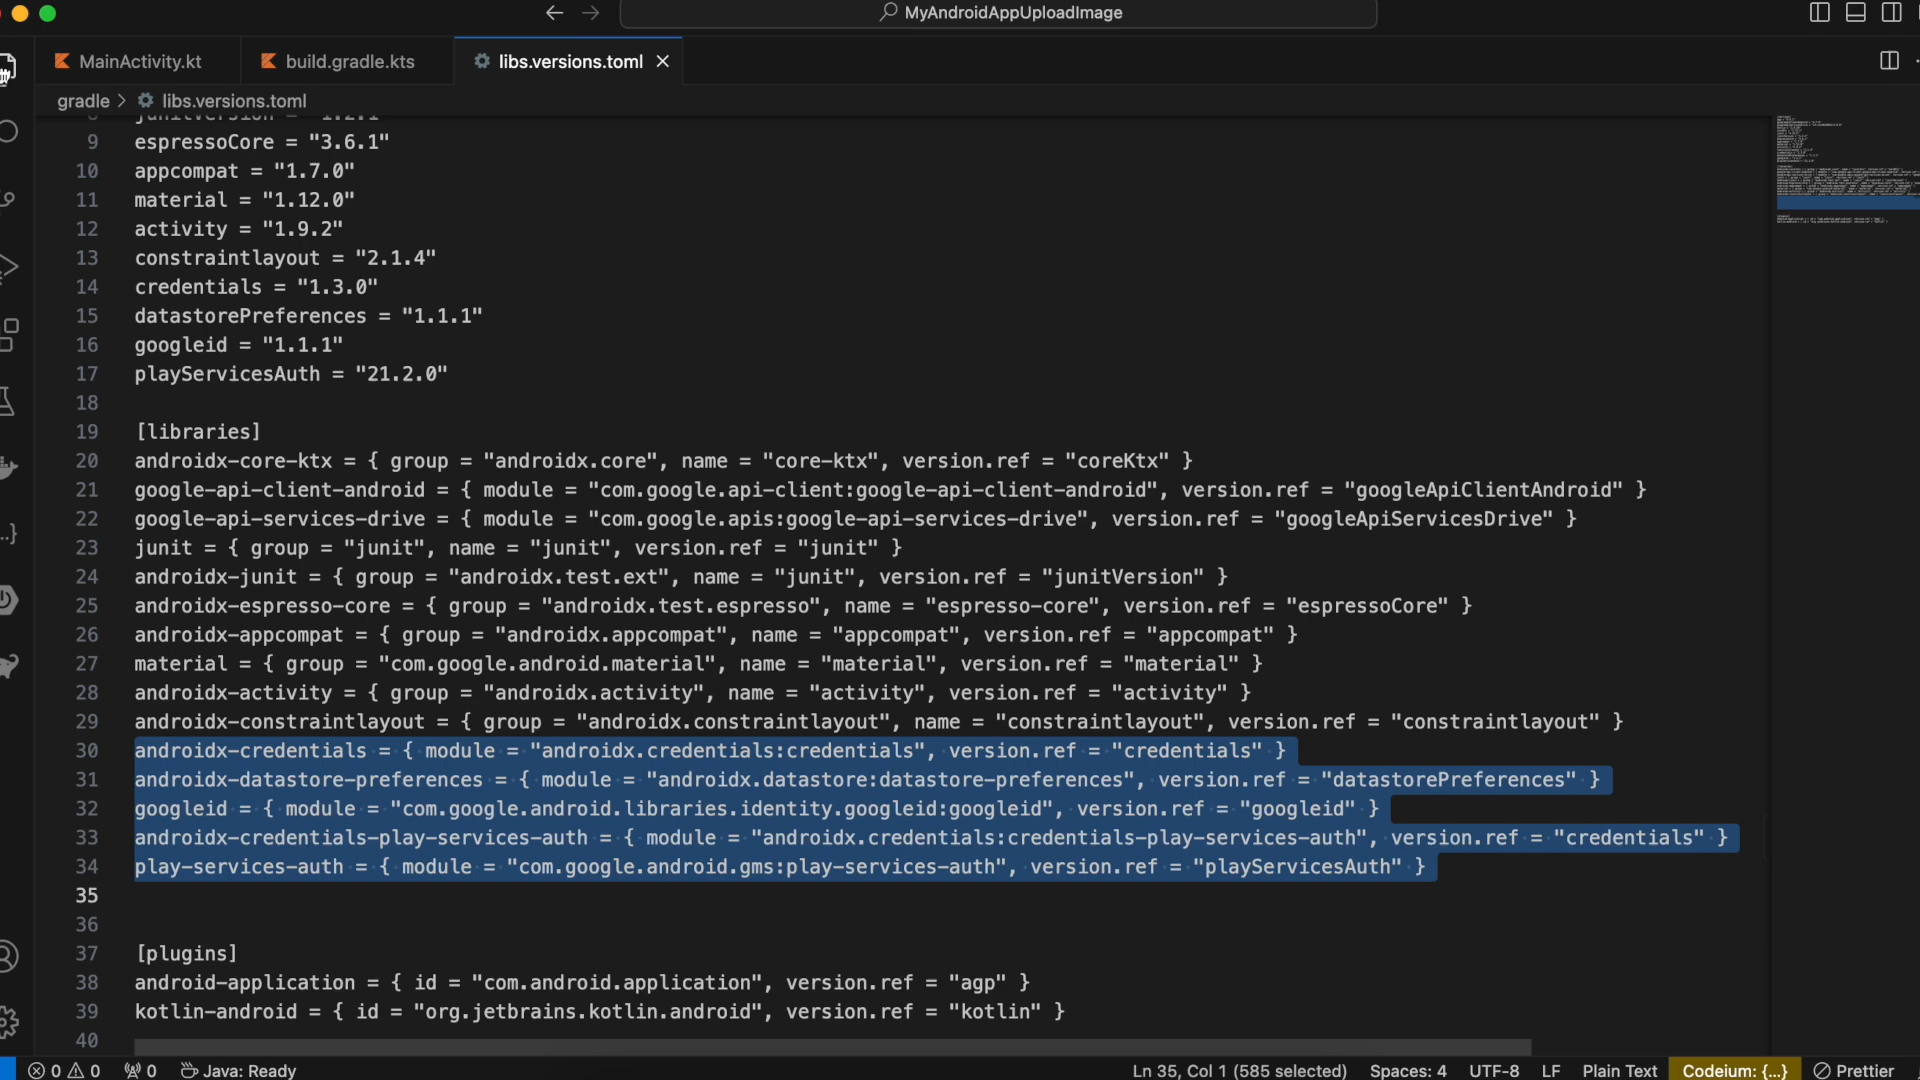 MyAndroidAppUploadImage
MainActivity.kt
build.gradle.kts
libs.versions.toml
gradle > libs.versions.toml
8 junitVersion = "1.2.1"
9 espressoCore = "3.6.1"
10 appcompat = "1.7.0"
11 material = "1.12.0"
12 activity = "1.9.2"
13 constraintlayout = "2.1.4"
14 credentials = "1.3.0"
15 datastorePreferences = "1.1.1"
16 googleid = "1.1.1"
17 playServicesAuth = "21.2.0"
18
19 [libraries]
20 androidx-core-ktx = { group = "androidx.core", name = "core-ktx", version.ref = "coreKtx" }
21 google-api-client-android = { module = "com.google.api-client:google-api-client-android", version.ref = "googleApiClientAndroid" }
22 google-api-services-drive = { module = "com.google.apis:google-api-services-drive", version.ref = "googleApiServicesDrive" }
23 junit = { group = "junit", name = "junit", version.ref = "junit" }
24 androidx-junit = { group = "androidx.test.ext", name = "junit", version.ref = "junitVersion" }
25 androidx-espresso-core = { group = "androidx.test.espresso", name = "espresso-core", version.ref = "espressoCore" }
26 androidx-appcompat = { group = "androidx.appcompat", name = "appcompat", version.ref = "appcompat" }
27 material = { group = "com.google.android.material", name = "material", version.ref = "material" }
28 androidx-activity = { group = "androidx.activity", name = "activity", version.ref = "activity" }
29 androidx-constraintlayout = { group = "androidx.constraintlayout", name = "constraintlayout", version.ref = "constraintlayout" }
30 androidx-credentials = { module = "androidx.credentials:credentials", version.ref = "credentials" }
31 androidx-datastore-preferences = { module = "androidx.datastore:datastore-preferences", version.ref = "datastorePreferences" }
32 googleid = { module = "com.google.android.libraries.identity.googleid:googleid", version.ref = "googleid" }
33 androidx-credentials-play-services-auth = { module = "androidx.credentials:credentials-play-services-auth", version.ref = "credentials" }
34 play-services-auth = { module = "com.google.android.gms:play-services-auth", version.ref = "playServicesAuth" }
35
36
37 [plugins]
38 android-application = { id = "com.android.application", version.ref = "agp" }
39 kotlin-android = { id = "org.jetbrains.kotlin.android", version.ref = "kotlin" }
40
0 0 0 Java: Ready Ln 35, Col 1 (585 selected) Spaces: 4 UTF-8 LF Plain Text Codeium: {...} Prettier